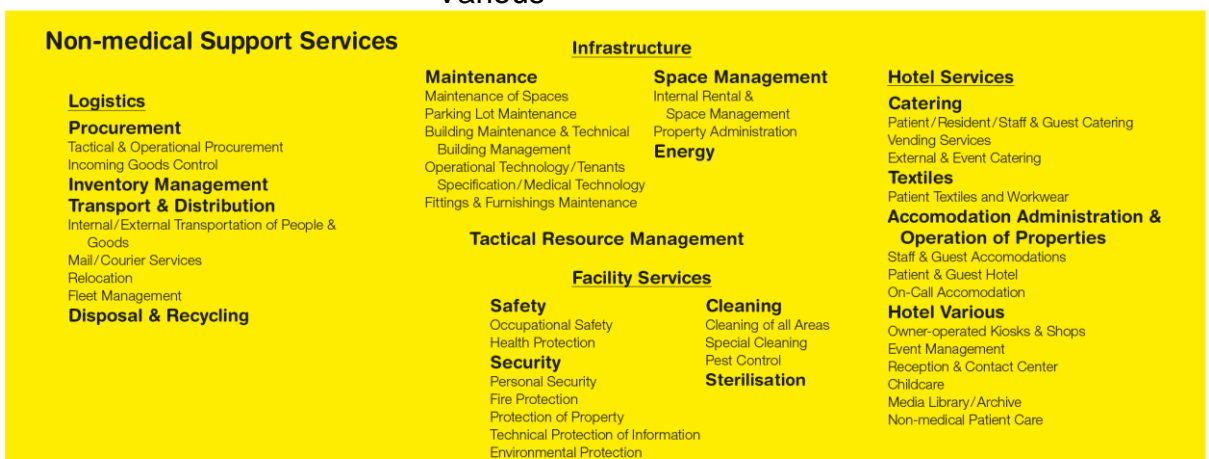 Various
Non-medical Support Services
Logistics
Procurement
Tactical & Operational Procurement
Incoming Goods Control
Inventory Management
Transport & Distribution
Internal/External Transportation of People &
Goods
Mail/Courier Services
Relocation
Fleet Management
Disposal & Recycling
Infrastructure
Maintenance
Maintenance of Spaces
Parking Lot Maintenance
Building Maintenance & Technical
Building Management
Operational Technology/Tenants
Specification/Medical Technology
Fittings & Furnishings Maintenance
Space Management
Internal Rental &
Space Management
Property Administration
Energy
Tactical Resource Management
Facility Services
Safety
Occupational Safety
Health Protection
Security
Personal Security
Fire Protection
Protection of Property
Technical Protection of Information
Environmental Protection
Cleaning
Cleaning of all Areas
Special Cleaning
Pest Control
Sterilisation
Hotel Services
Catering
Patient/Resident/Staff & Guest Catering
Vending Services
External & Event Catering
Textiles
Patient Textiles and Workwear
Accomodation Administration &
Operation of Properties
Staff & Guest Accomodations
Patient & Guest Hotel
On-Call Accomodation
Hotel Various
Owner-operated Kiosks & Shops
Event Management
Reception & Contact Center
Childcare
Media Library/Archive
Non-medical Patient Care